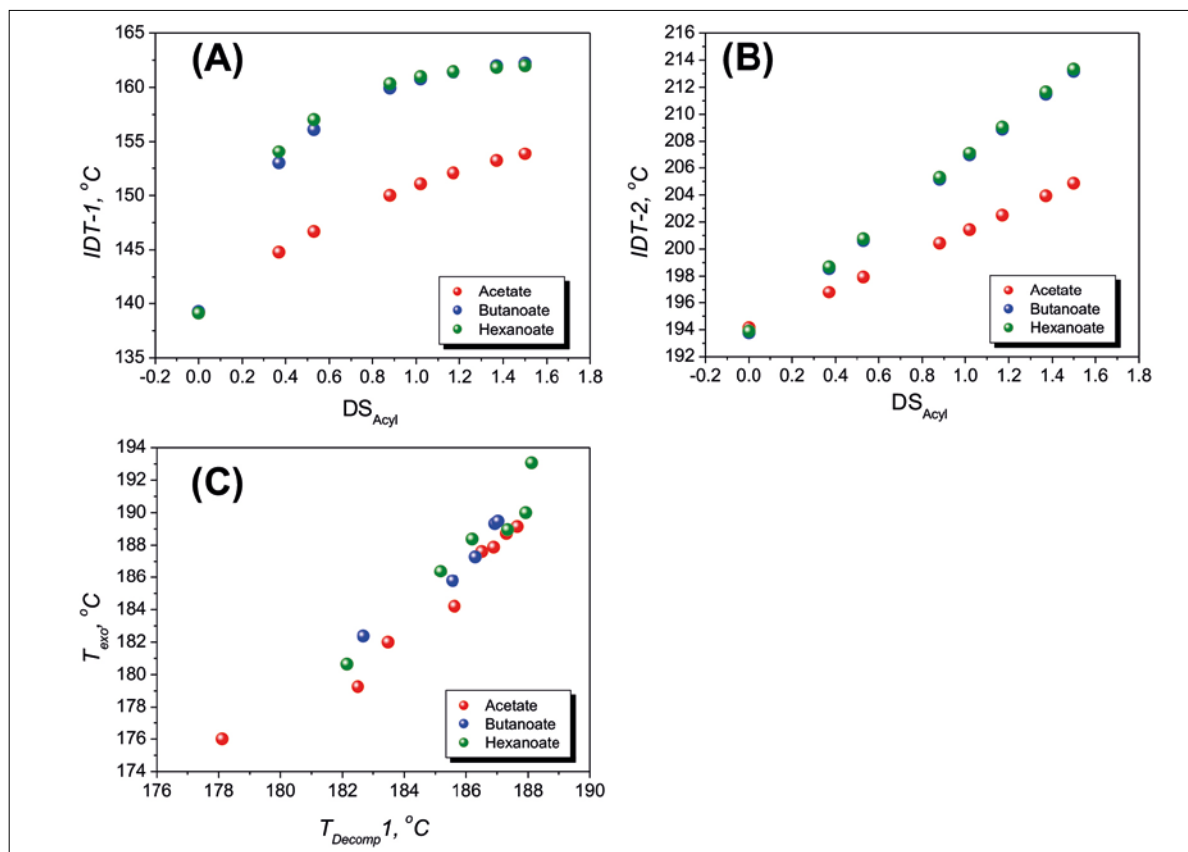 (A)
IDT-1, °C
165
160
155
150
145
140
135
-0.2 0.0 0.2 0.4 0.6 0.8 1.0 1.2 1.4 1.6 1.8
DS_Acyl
Acetate
Butanoate
Hexanoate
(B)
IDT-2, °C
216
214
212
210
208
206
204
202
200
198
196
194
192
-0.2 0.0 0.2 0.4 0.6 0.8 1.0 1.2 1.4 1.6 1.8
DS_Acyl
Acetate
Butanoate
Hexanoate
(C)
T_exo, °C
194
192
190
188
186
184
182
180
178
176
174
176 178 180 182 184 186 188 190
T_Decomp 1, °C
Acetate
Butanoate
Hexanoate